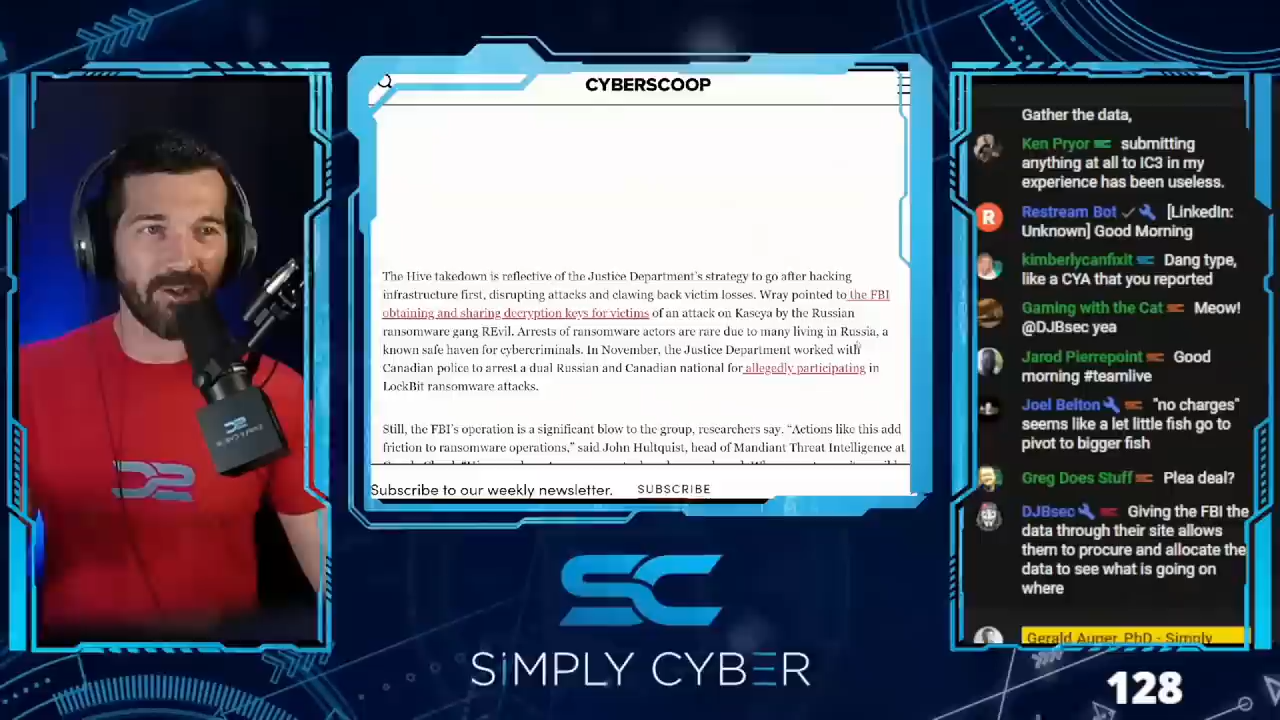 CYBERSCOOP
The Hive takedown is reflective of the Justice Department's strategy to go after hacking
infrastructure first, disrupting attacks and clawing back victim losses. Wray pointed to the FBI
obtaining and sharing decryption keys for victims of an attack on Kaseya by the Russian
ransomware gang REvil. Arrests of ransomware actors are rare due to many living in Russia, a
known safe haven for cybercriminals. In November, the Justice Department worked with
Canadian police to arrest a dual Russian and Canadian national for allegedly participating in
LockBit ransomware attacks.
Still, the FBI's operation is a significant blow to the group, researchers say. "Actions like this add
friction to ransomware operations," said John Hultquist, head of Mandiant Threat Intelligence at
Subscribe to our weekly newsletter. SUBSCRIBE
SC
SIMPLY CYBER
Gather the data,
Ken Pryor submitting
anything at all to IC3 in my
experience has been useless.
R Restream Bot [LinkedIn:
Unknown] Good Morning
kimberlycanfixit Dang type,
like a CYA that you reported
Gaming with the Cat Meow!
@DJBsec yea
Jarod Pierrepoint Good
morning #teamlive
Joel Belton "no charges"
seems like a let little fish go to
pivot to bigger fish
Greg Does Stuff Plea deal?
DJBsec Giving the FBI the
data through their site allows
them to procure and allocate the
data to see what is going on
where
Gerald Auger, PhD - Simply
128